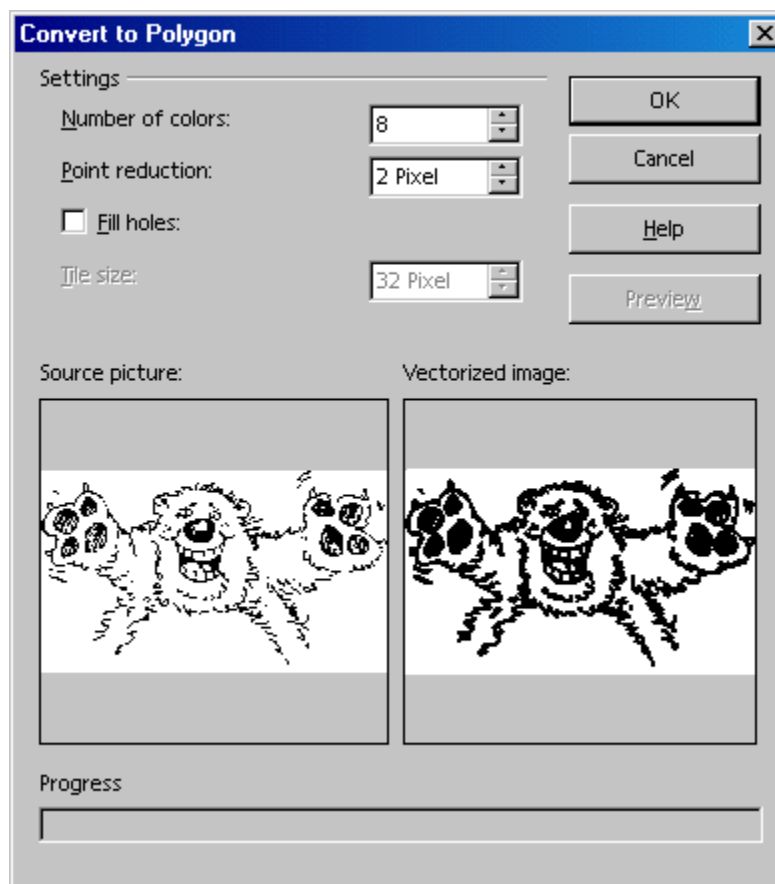 Convert to Polygon
Settings
Number of colors: 8
Point reduction: 2 Pixel
Fill holes:
Tile size: 32 Pixel
OK
Cancel
Help
Preview
Source picture: Vectorized image:
Progress